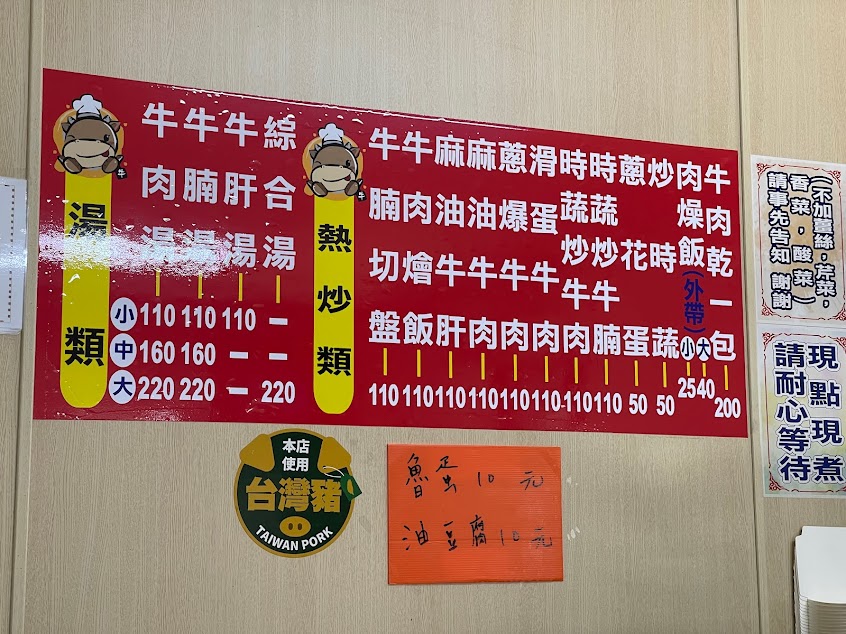 湯類
小
中
大
牛肉湯 110 160 220
牛腩湯 110 160 220
牛肝湯 110 — —
綜合湯 — — 220
熱炒類
牛腩切盤 110
牛肉燴飯 110
麻油牛肝 110
麻油牛肉 110
蔥爆牛肉 110
滑蛋牛肉 110
時蔬炒牛肉 110
時蔬炒牛腩 110
蔥花蛋 50
炒時蔬 50
肉燥飯(外帶) 小 25 大 40
牛肉乾一包 200
(不加薑絲，芹菜
香菜，酸菜)
請事先告知 謝謝
現點現煮
請耐心等待
本店
使用
台灣豬
TAIWAN PORK
魯蛋10元
油豆腐10元